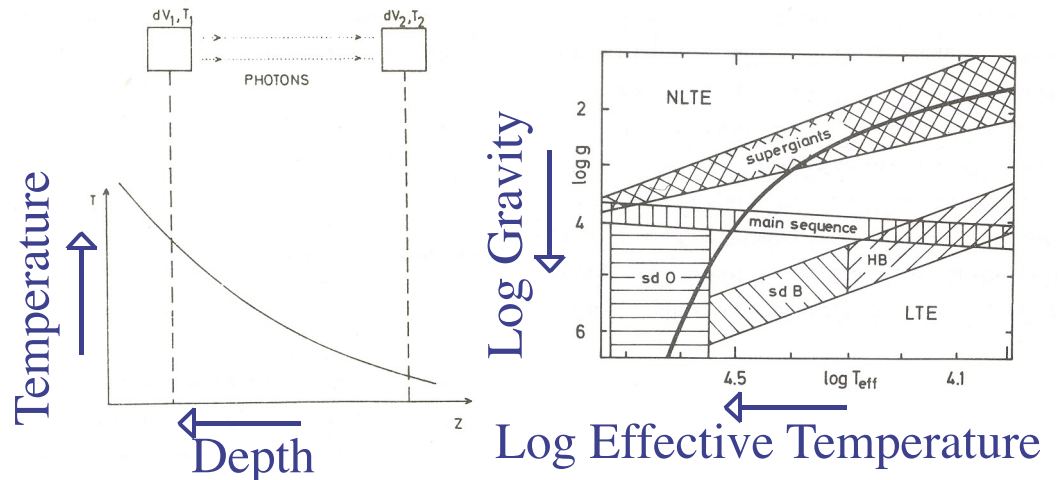 dV1, T1
dV2, T2
PHOTONS
T
Z
Temperature
Depth
NLTE
supergiants
main sequence
sd O
sd B
HB
LTE
2
4
6
log g
4.5
log Teff
4.1
Log Gravity
Log Effective Temperature